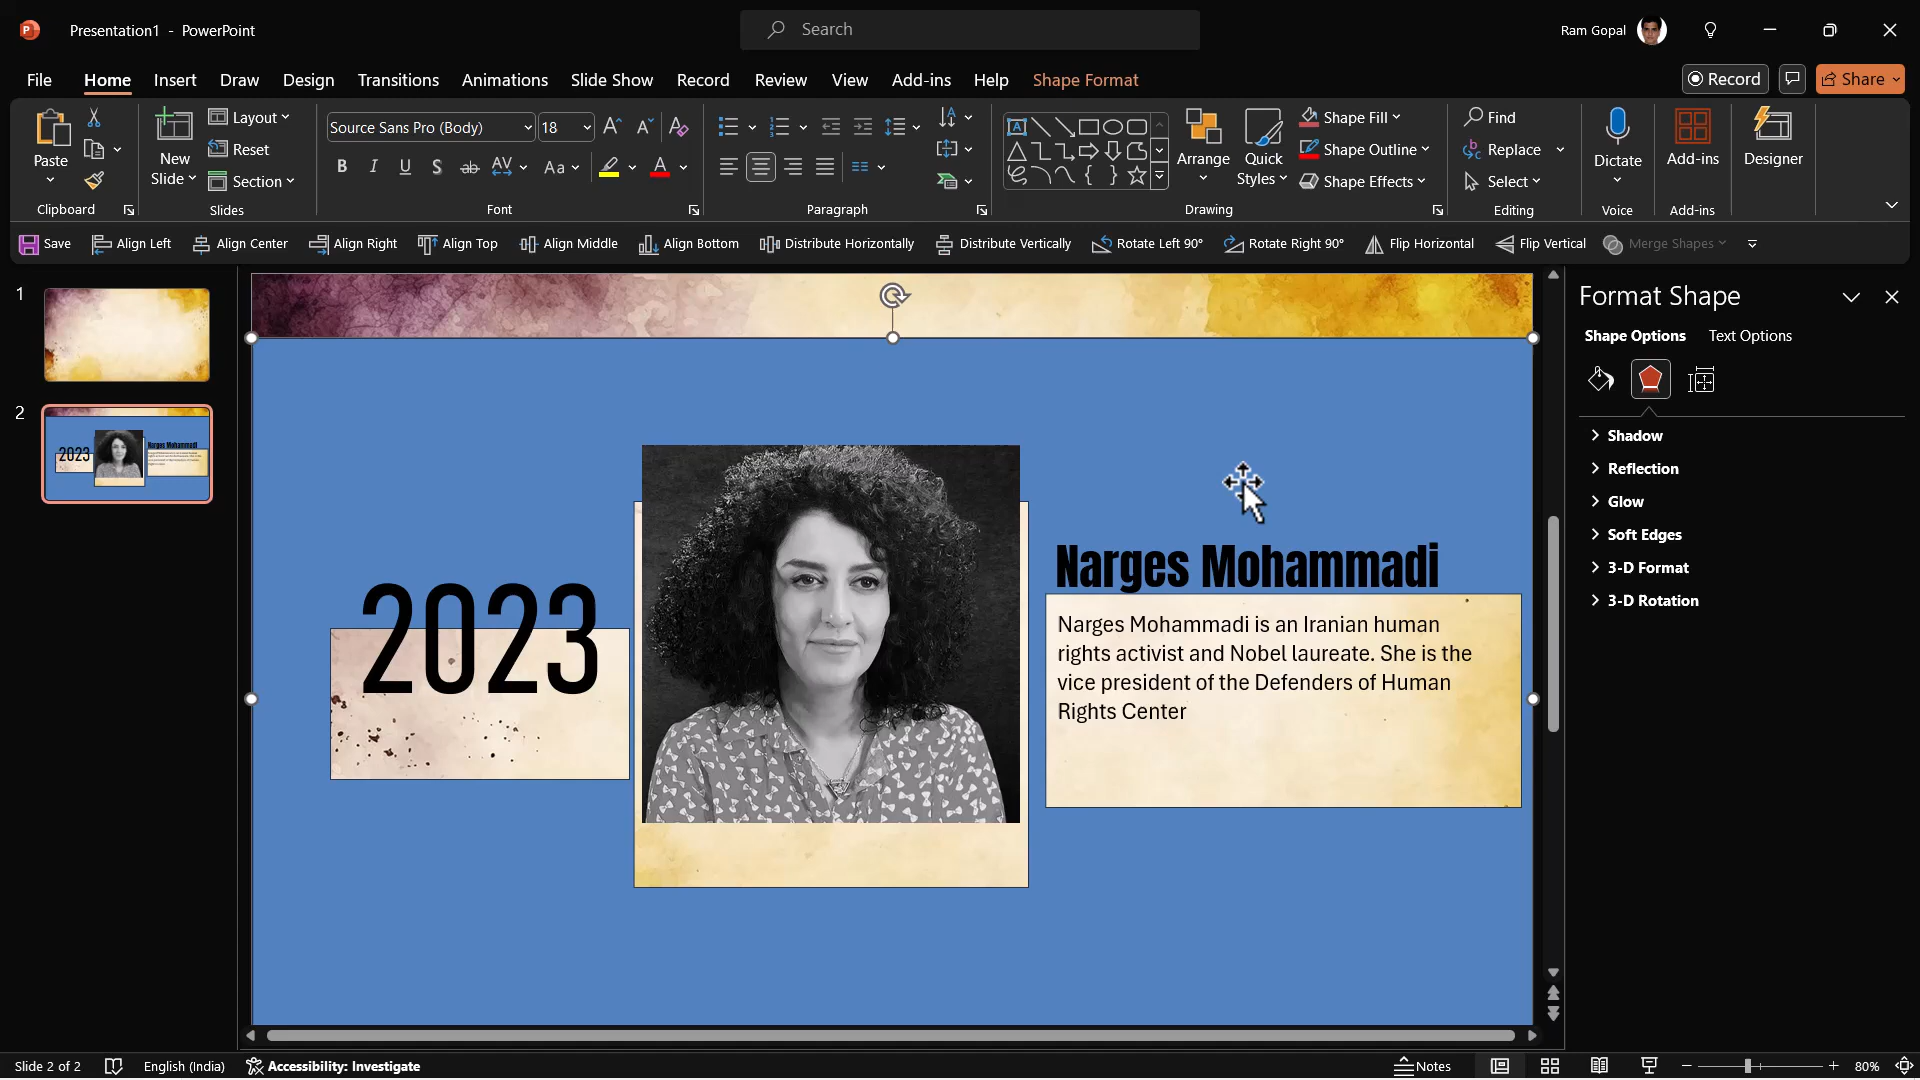 Presentation1 - PowerPoint
Search
Ram Gopal
File Home Insert Draw Design Transitions Animations Slide Show Record Review View Add-ins Help Shape Format
Record
Share
Paste
New Slide
Layout
Reset
Section
Source Sans Pro (Body) 18
Arrange
Quick Styles
Shape Fill
Shape Outline
Shape Effects
Find
Replace
Select
Dictate
Add-ins
Designer
Clipboard Slides Font Paragraph Drawing Editing Voice Add-ins
Save Align Left Align Center Align Right Align Top Align Middle Align Bottom Distribute Horizontally Distribute Vertically Rotate Left 90° Rotate Right 90° Flip Horizontal Flip Vertical Merge Shapes
1
2
2023
Narges Mohammadi
Narges Mohammadi is an Iranian human
rights activist and Nobel laureate. She is the
vice president of the Defenders of Human
Rights Center
Format Shape
Shape Options Text Options
Shadow
Reflection
Glow
Soft Edges
3-D Format
3-D Rotation
Slide 2 of 2 English (India) Accessibility: Investigate Notes 80%